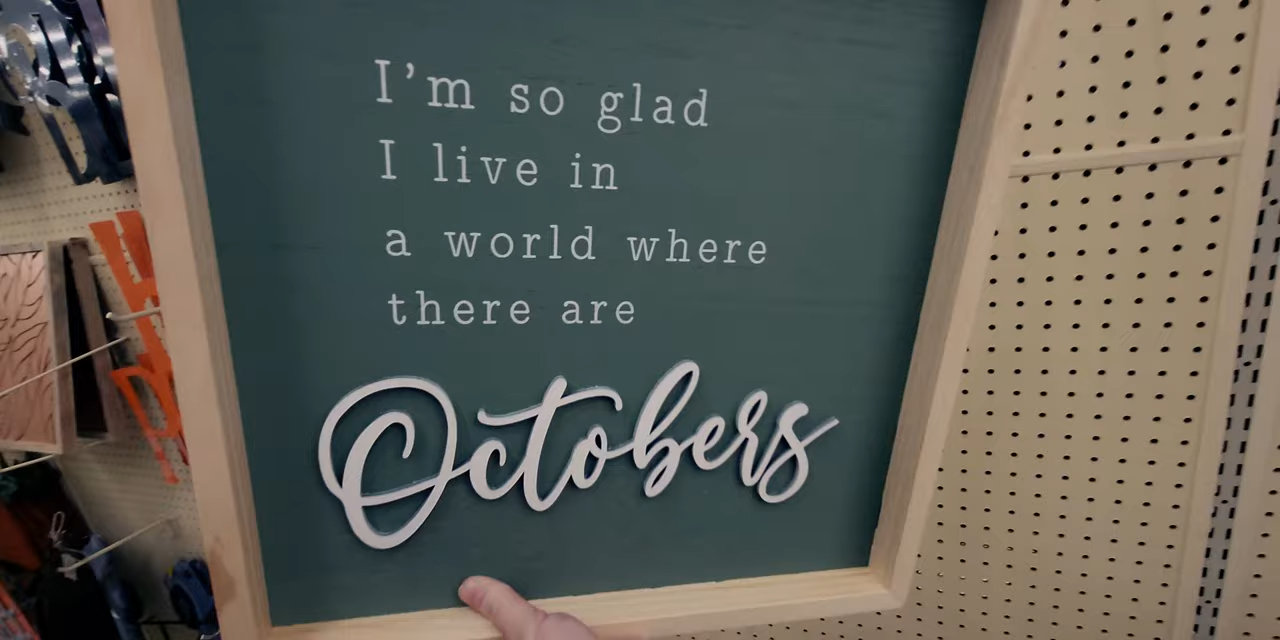 I'm so glad
I live in
a world where
there are
Octobers